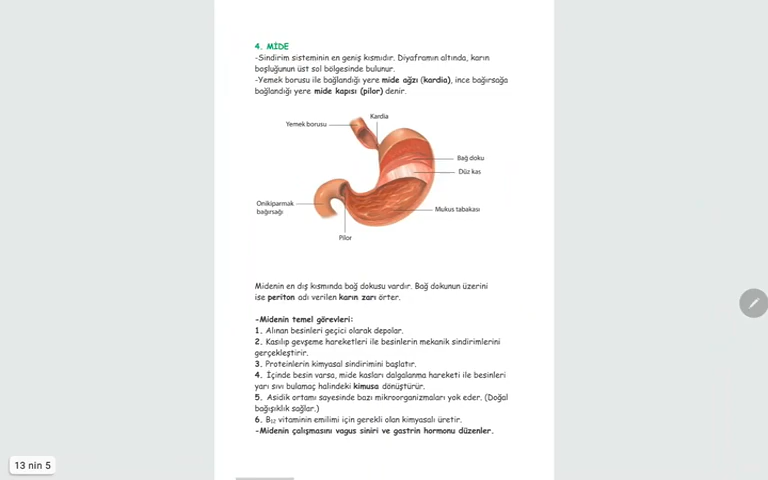 4. MİDE
-Sindirim sisteminin en geniş kısmıdır. Diyaframın altında, karın
boşluğunun üst sol bölgesinde bulunur.
-Yemek borusu ile bağlandığı yere mide ağzı (kardia), ince bağırsağa
bağlandığı yere mide kapısı (pilor) denir.
Kardia
Yemek borusu
Bağ doku
Düz kas
Onikiparmak
bağırsağı
Mukus tabakası
Pilor
Midenin en dış kısmında bağ dokusu vardır. Bağ dokunun üzerini
ise periton adı verilen karın zarı örter.
-Midenin temel görevleri:
1. Alınan besinleri geçici olarak depolar.
2. Kasılıp gevşeme hareketleri ile besinlerin mekanik sindirimlerini
gerçekleştirir.
3. Proteinlerin kimyasal sindirimini başlatır.
4. İçinde besin varsa, mide kasları dalgalanma hareketi ile besinleri
yarı sıvı bulamaç halindeki kimusa dönüştürür.
5. Asidik ortamı sayesinde bazı mikroorganizmaları yok eder. (Doğal
bağışıklık sağlar.)
6. B₁₂ vitaminin emilimi için gerekli olan kimyasalı üretir.
-Midenin çalışmasını vagus siniri ve gastrin hormonu düzenler.
13 nin 5